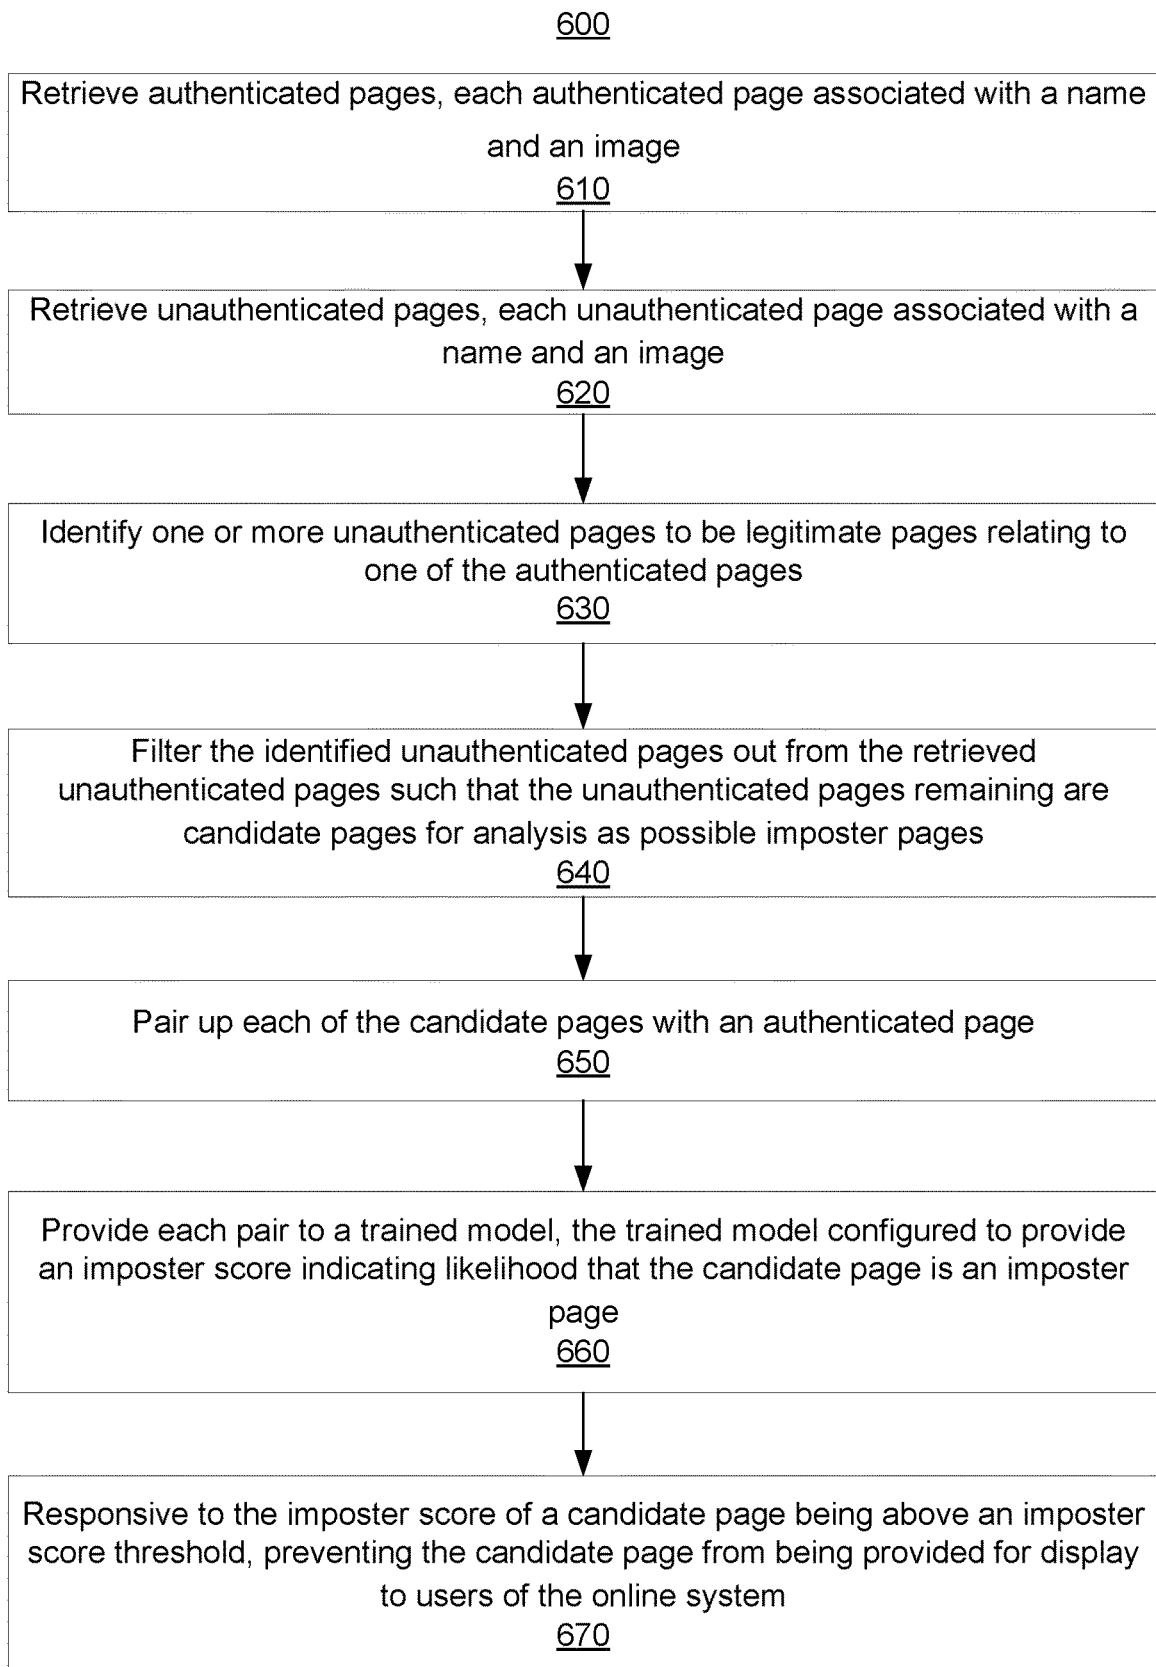 600
Retrieve authenticated pages, each authenticated page associated with a name
and an image
610
Retrieve unauthenticated pages, each unauthenticated page associated with a
name and an image
620
Identify one or more unauthenticated pages to be legitimate pages relating to
one of the authenticated pages
630
Filter the identified unauthenticated pages out from the retrieved
unauthenticated pages such that the unauthenticated pages remaining are
candidate pages for analysis as possible imposter pages
640
Pair up each of the candidate pages with an authenticated page
650
Provide each pair to a trained model, the trained model configured to provide
an imposter score indicating likelihood that the candidate page is an imposter
page
660
Responsive to the imposter score of a candidate page being above an imposter
score threshold, preventing the candidate page from being provided for display
to users of the online system
670